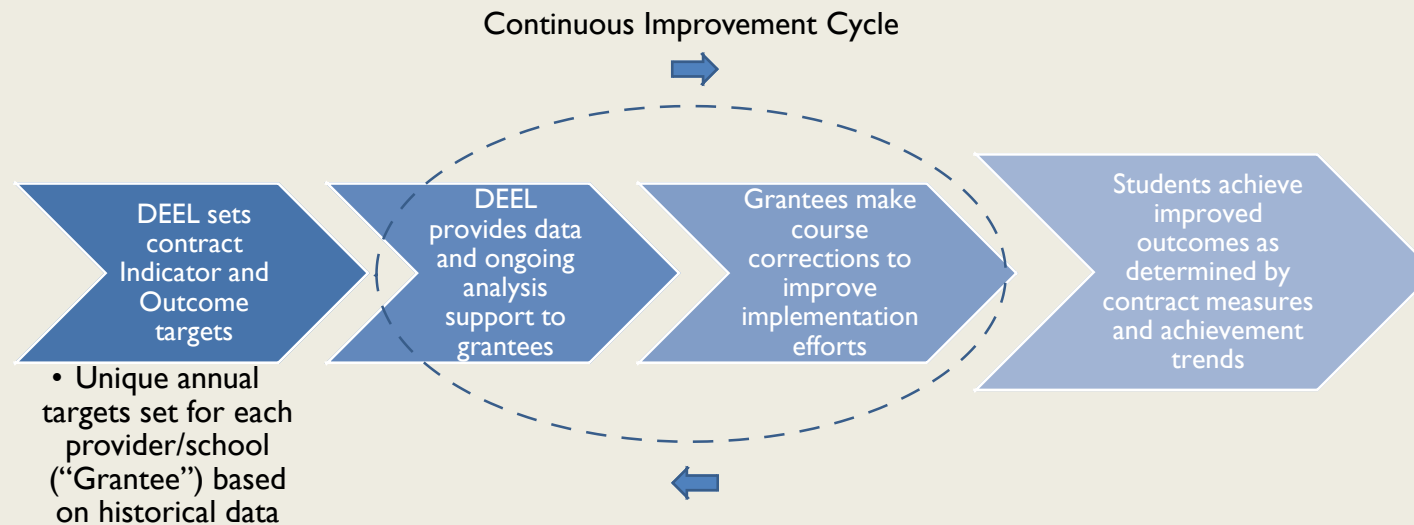 Continuous Improvement Cycle
DEEL sets
contract
Indicator and
Outcome
targets
• Unique annual
targets set for each
provider/school
(“Grantee”) based
on historical data
DEEL
provides data
and ongoing
analysis
support to
grantees
Grantees make
course
corrections to
improve
implementation
efforts
Students achieve
improved
outcomes as
determined by
contract measures
and achievement
trends